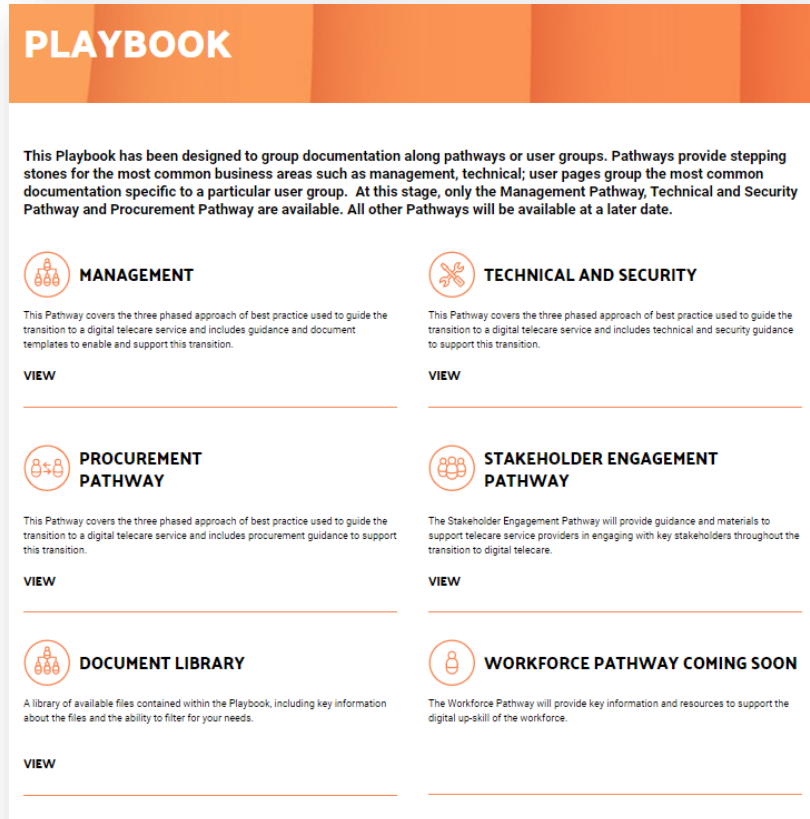 PLAYBOOK
This Playbook has been designed to group documentation along pathways or user groups. Pathways provide stepping
stones for the most common business areas such as management, technical; user pages group the most common
documentation specific to a particular user group.  At this stage, only the Management Pathway, Technical and Security
Pathway and Procurement Pathway are available. All other Pathways will be available at a later date.
MANAGEMENT
This Pathway covers the three phased approach of best practice used to guide the
transition to a digital telecare service and includes guidance and document
templates to enable and support this transition.
VIEW
TECHNICAL AND SECURITY
This Pathway covers the three phased approach of best practice used to guide the
transition to a digital telecare service and includes technical and security guidance
to support this transition.
VIEW
PROCUREMENT
PATHWAY
This Pathway covers the three phased approach of best practice used to guide the
transition to a digital telecare service and includes procurement guidance to support
this transition.
VIEW
STAKEHOLDER ENGAGEMENT
PATHWAY
The Stakeholder Engagement Pathway will provide guidance and materials to
support telecare service providers in engaging with key stakeholders throughout the
transition to digital telecare.
VIEW
DOCUMENT LIBRARY
A library of available files contained within the Playbook, including key information
about the files and the ability to filter for your needs.
VIEW
WORKFORCE PATHWAY COMING SOON
The Workforce Pathway will provide key information and resources to support the
digital up-skill of the workforce.